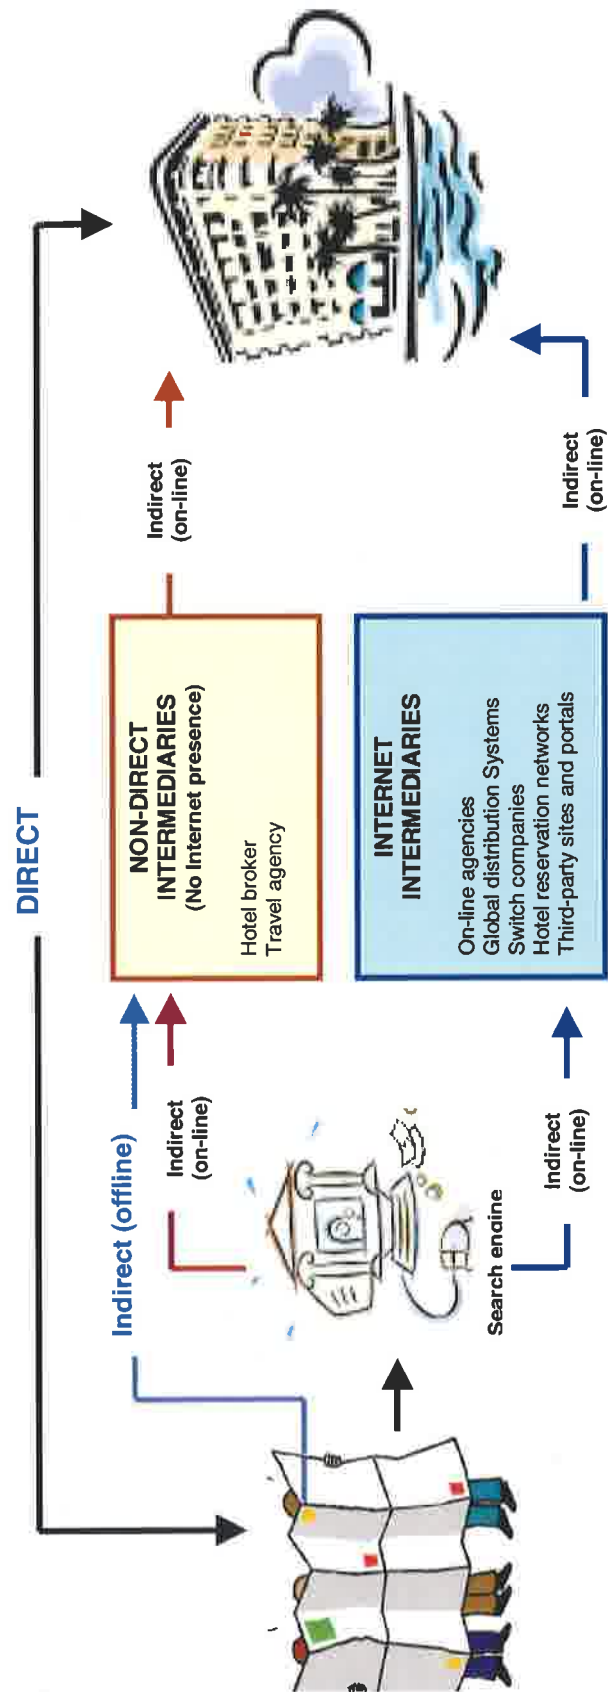 DIRECT
Indirect (offline)
Indirect
(on-line)
NON-DIRECT
INTERMEDIARIES
(No Internet presence)
Hotel broker
Travel agency
Indirect
(on-line)
Search engine
Indirect
(on-line)
INTERNET
INTERMEDIARIES
On-line agencies
Global distribution Systems
Switch companies
Hotel reservation networks
Third-party sites and portals
Indirect
(on-line)